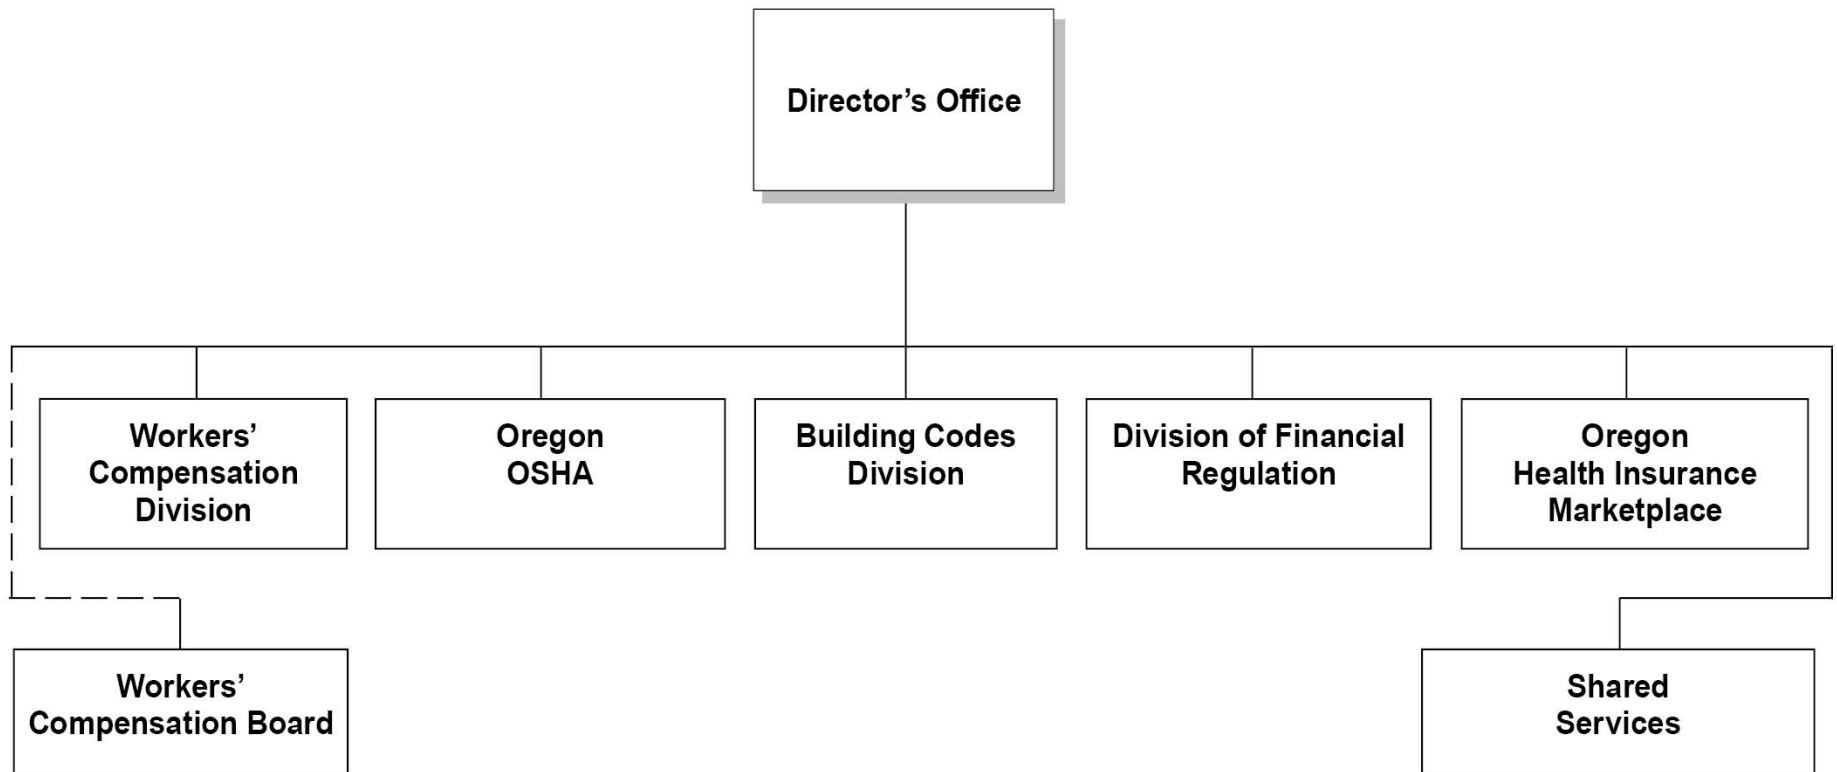 Director’s Office
Workers’
Compensation
Division
Oregon
OSHA
Building Codes
Division
Division of Financial
Regulation
Oregon
Health Insurance
Marketplace
Workers’
Compensation Board
Shared
Services